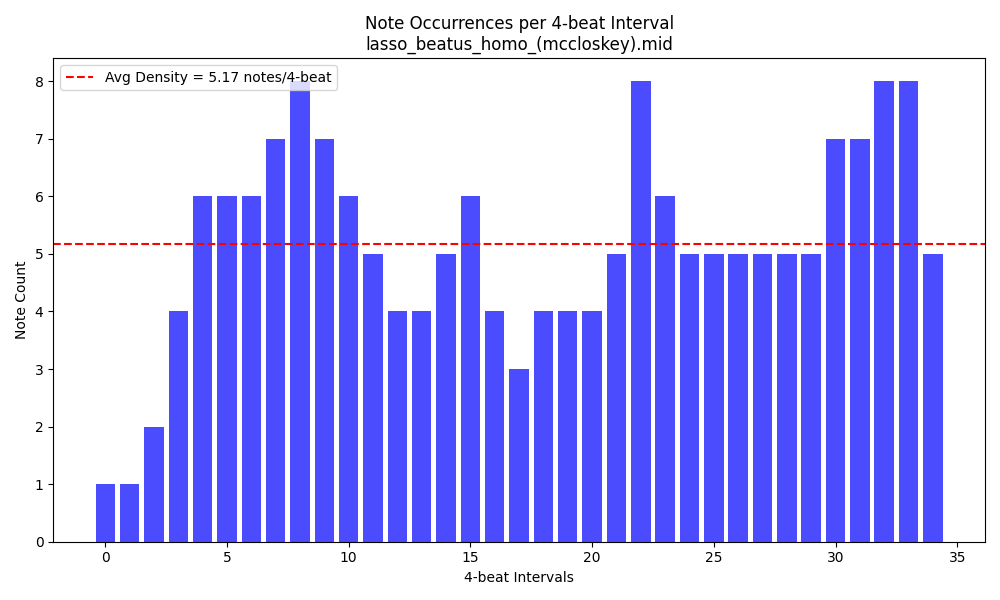 Note Occurrences per 4-beat Interval
lasso_beatus_homo_(mccloskey).mid
Avg Density = 5.17 notes/4-beat
Note Count
8
7
6
5
4
3
2
1
0
0 5 10 15 20 25 30 35
4-beat Intervals